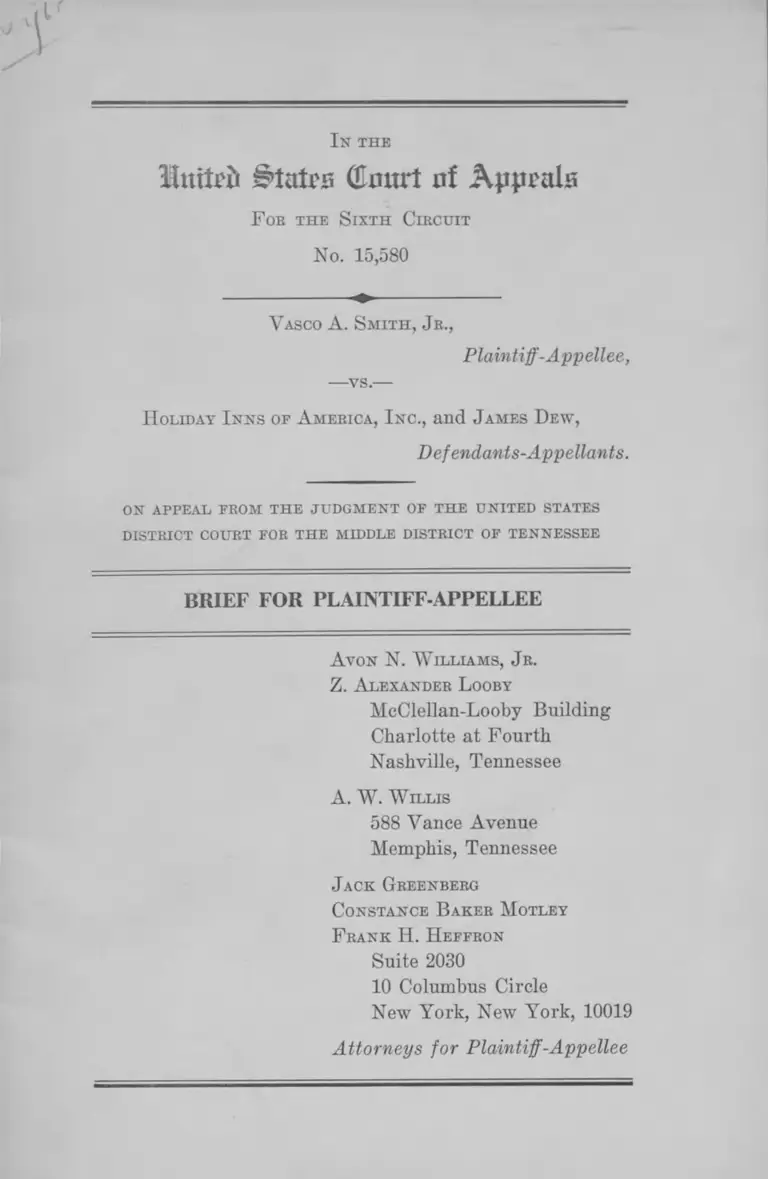 IN THE
United States Court of Appeals
FOR THE SIXTH CIRCUIT
No. 15,580
VASCO A. SMITH, JR.,
Plaintiff-Appellee,
—vs.—
HOLIDAY INNS OF AMERICA, INC., and JAMES DEW,
Defendants-Appellants.
ON APPEAL FROM THE JUDGMENT OF THE UNITED STATES
DISTRICT COURT FOR THE MIDDLE DISTRICT OF TENNESSEE
BRIEF FOR PLAINTIFF-APPELLEE
AVON N. WILLIAMS, JR.
Z. ALEXANDER LOOBY
McClellan-Looby Building
Charlotte at Fourth
Nashville, Tennessee
A. W. WILLIS
588 Vance Avenue
Memphis, Tennessee
JACK GREENBERG
CONSTANCE BAKER MOTLEY
FRANK H. HEFFRON
Suite 2030
10 Columbus Circle
New York, New York, 10019
Attorneys for Plaintiff-Appellee